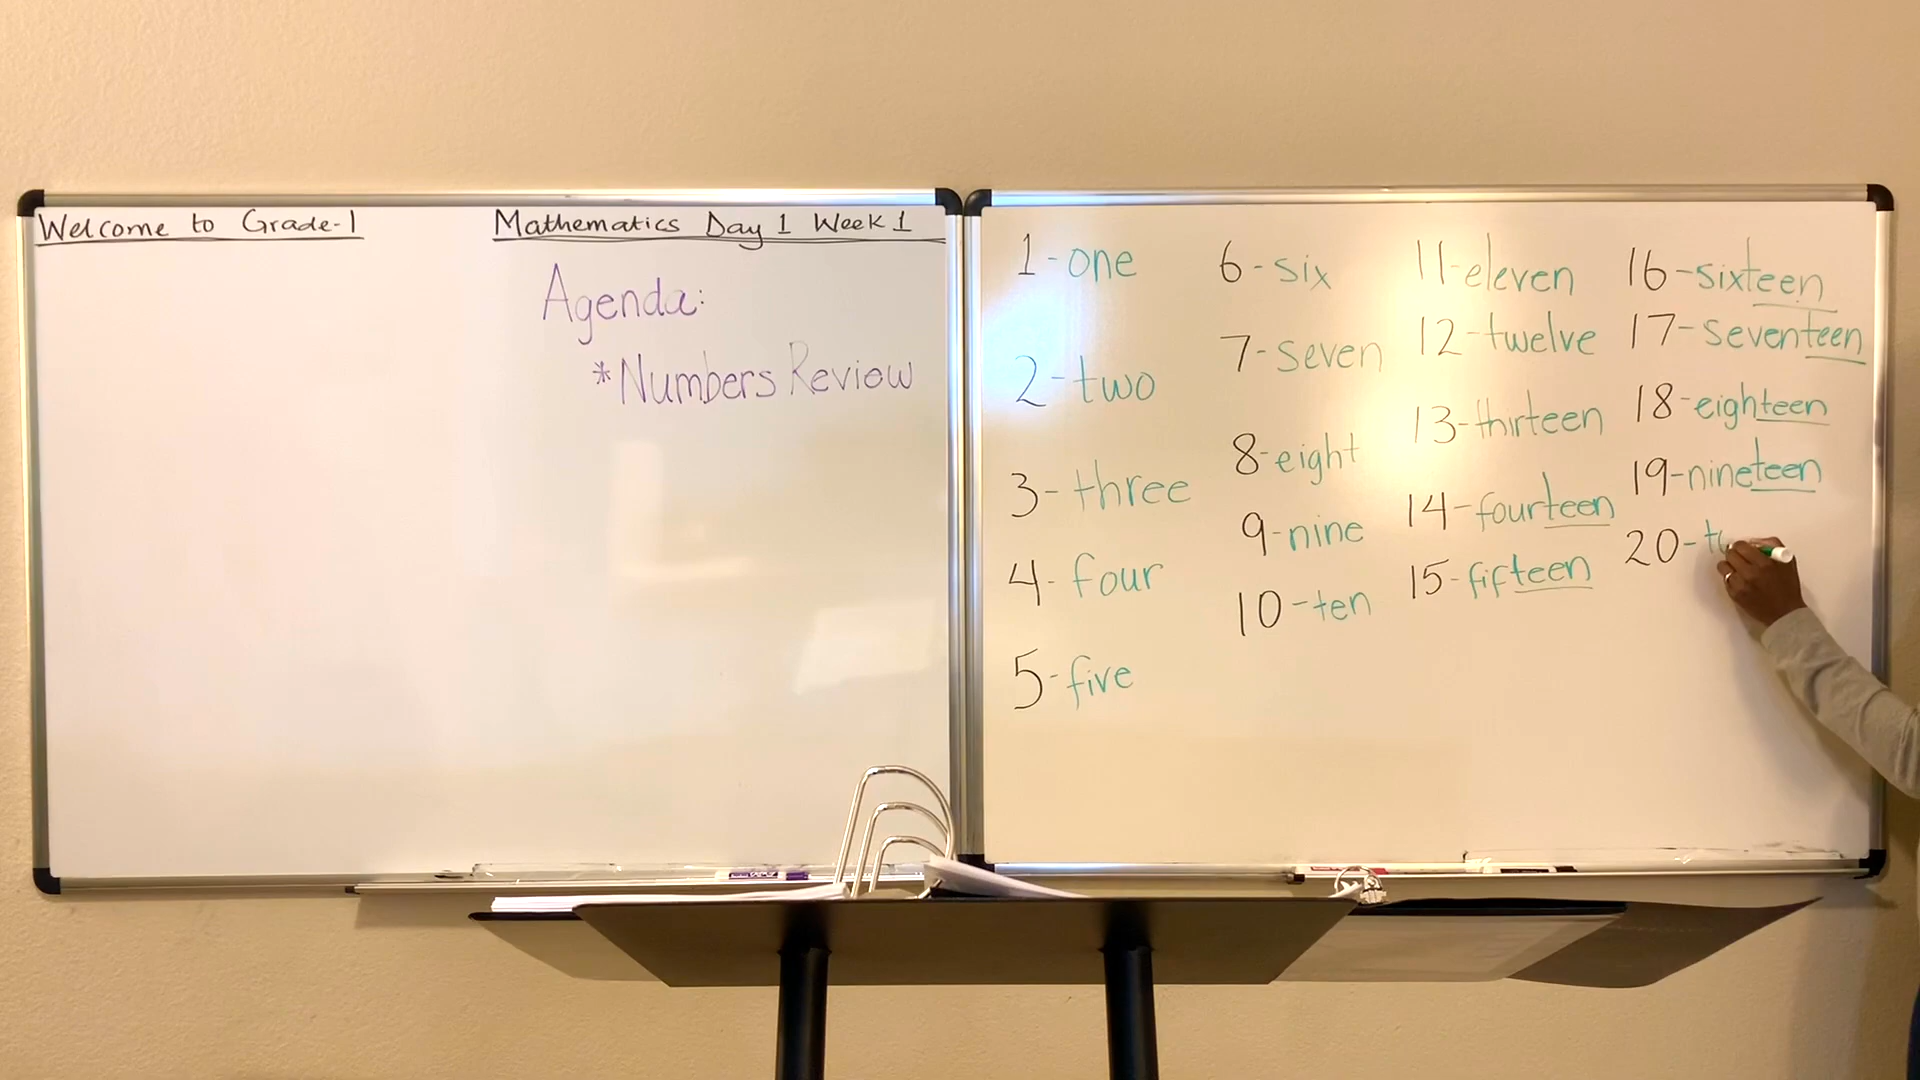 Welcome to Grade-1
Mathematics Day 1 Week 1
Agenda:
*Numbers Review
1-one
2-two
3-three
4-four
5-five
6-six
7-seven
8-eight
9-nine
10-ten
11-eleven
12-twelve
13-thirteen
14-fourteen
15-fifteen
16-sixteen
17-seventeen
18-eighteen
19-nineteen
20-tw